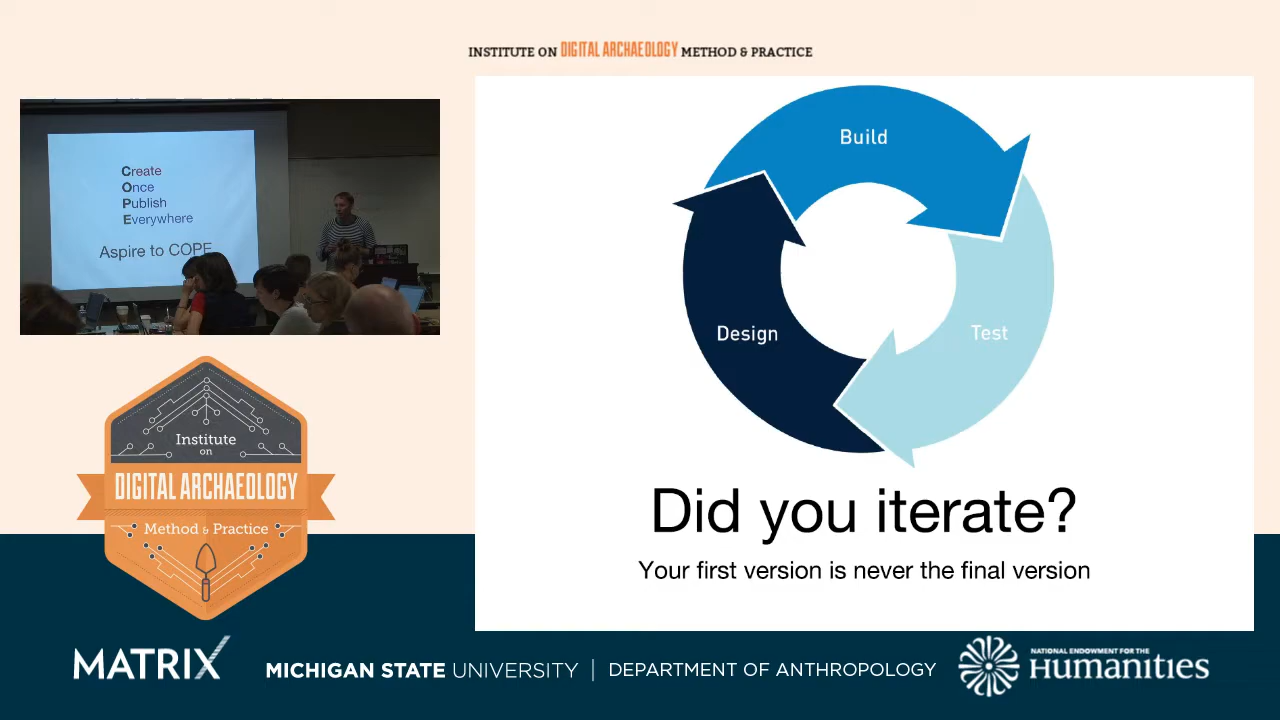 INSTITUTE ON DIGITAL ARCHAEOLOGY METHOD & PRACTICE
Create
Once
Publish
Everywhere
Aspire to COPE
Build
Test
Design
Did you iterate?
Your first version is never the final version
Institute
on
DIGITAL ARCHAEOLOGY
Method & Practice
MATRIX
MICHIGAN STATE UNIVERSITY | DEPARTMENT OF ANTHROPOLOGY
NATIONAL ENDOWMENT FOR THE
Humanities